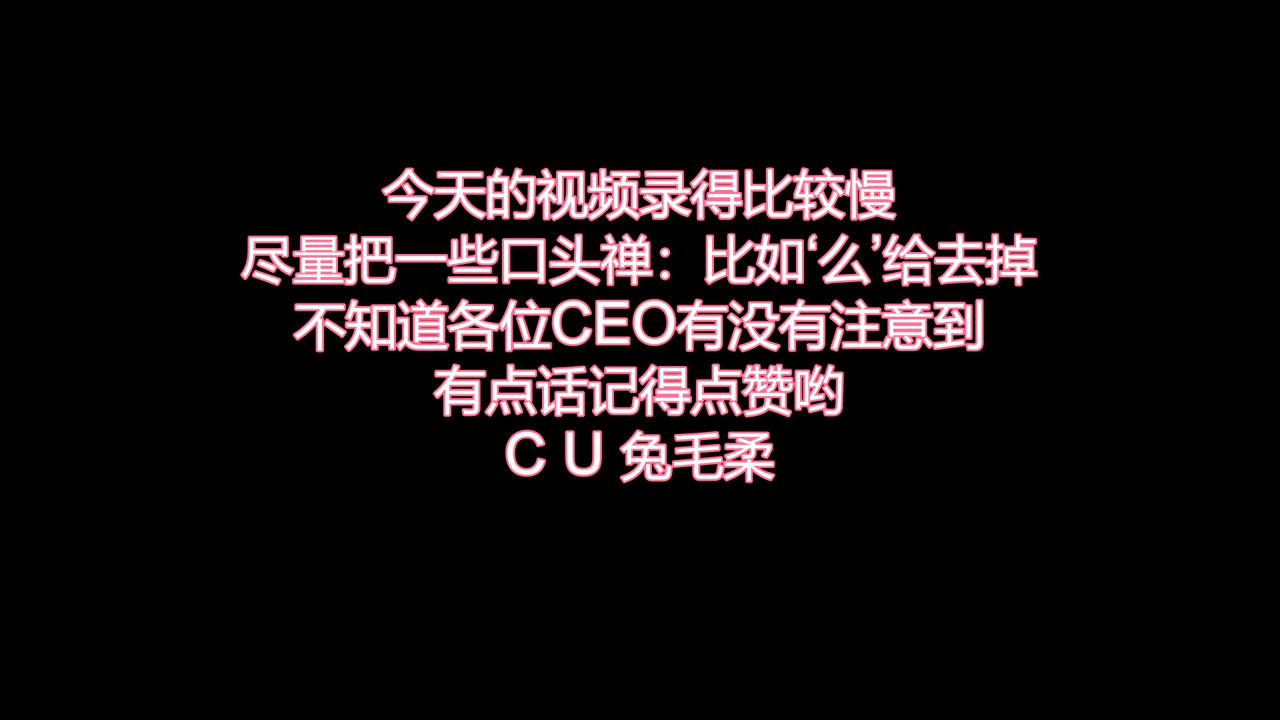 今天的视频录得比较慢
尽量把一些口头禅：比如‘么’给去掉
不知道各位CEO有没有注意到
有点话记得点赞哟
C U 兔毛柔